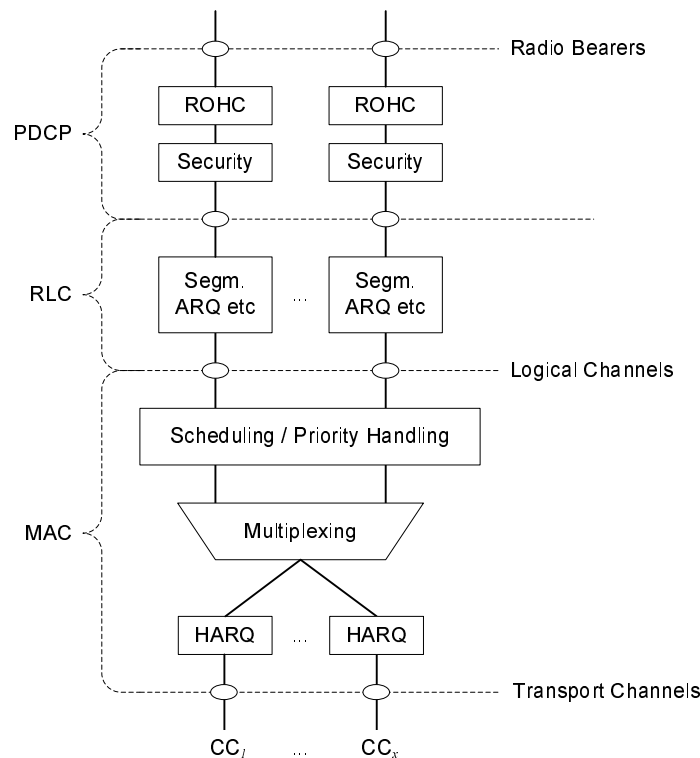 Radio Bearers
ROHC ROHC
PDCP
Security Security
Segm. ARQ etc ... Segm. ARQ etc
RLC
Logical Channels
Scheduling / Priority Handling
Multiplexing
MAC
HARQ ... HARQ
Transport Channels
CCl ... CCx